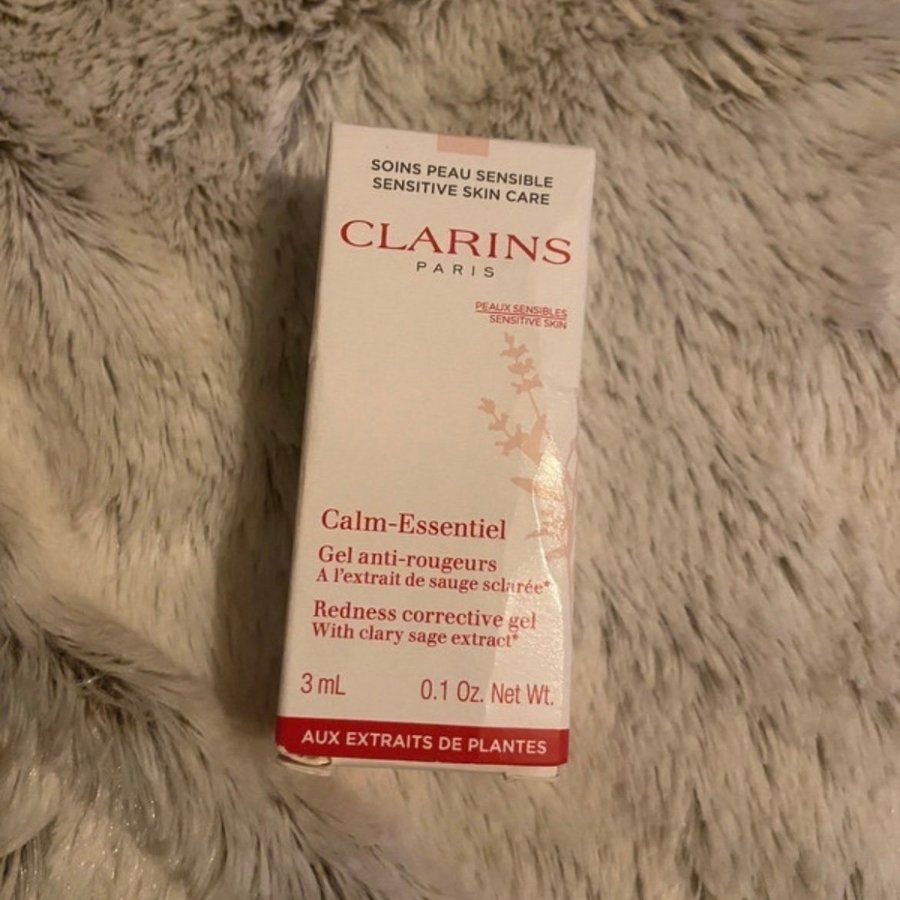 SOINS PEAU SENSIBLE
SENSITIVE SKIN CARE
CLARINS
PARIS
PEAUX SENSIBLES
SENSITIVE SKIN
Calm-Essentiel
Gel anti-rougeurs
A l'extrait de sauge sclarée*
Redness corrective gel
With clary sage extract*
3 mL 0.1 Oz. Net Wt.
AUX EXTRAITS DE PLANTES